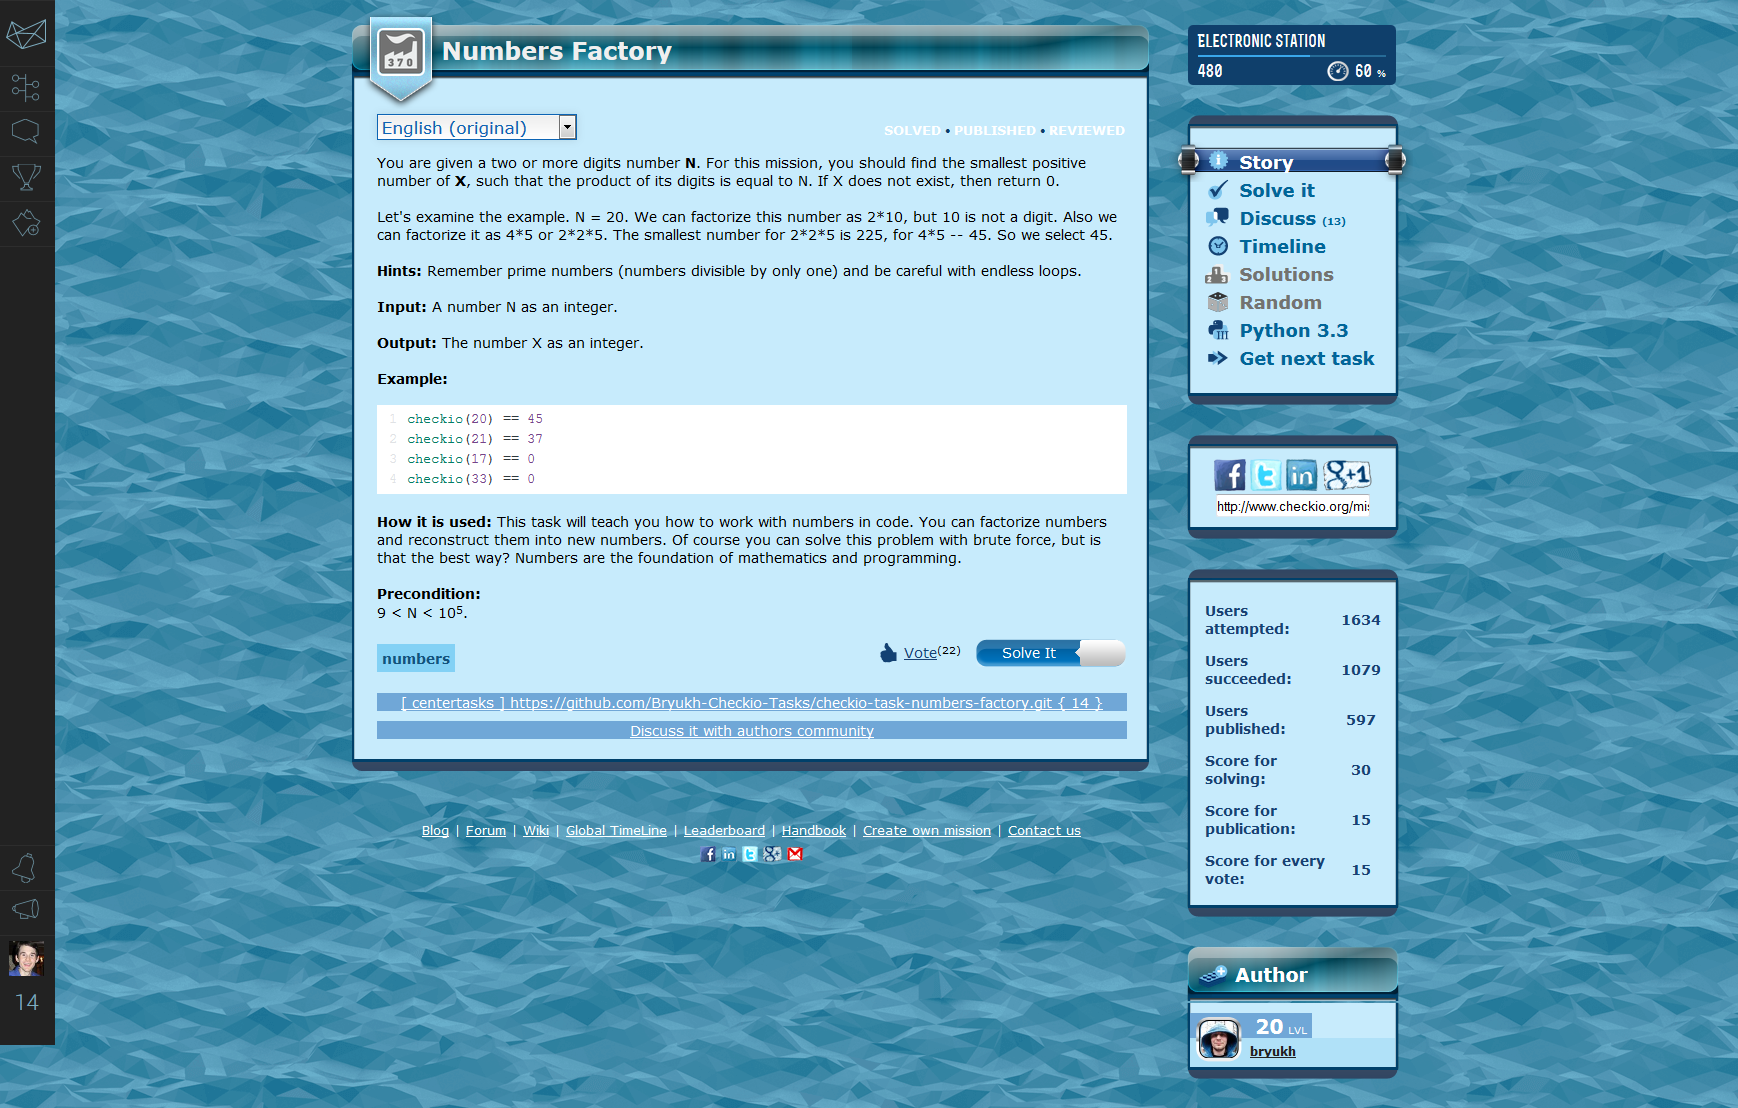 370
Numbers Factory
English (original)
SOLVED • PUBLISHED • REVIEWED
You are given a two or more digits number N. For this mission, you should find the smallest positive
number of X, such that the product of its digits is equal to N. If X does not exist, then return 0.
Let's examine the example. N = 20. We can factorize this number as 2*10, but 10 is not a digit. Also we
can factorize it as 4*5 or 2*2*5. The smallest number for 2*2*5 is 225, for 4*5 -- 45. So we select 45.
Hints: Remember prime numbers (numbers divisible by only one) and be careful with endless loops.
Input: A number N as an integer.
Output: The number X as an integer.
Example:
1 checkio(20) == 45
2 checkio(21) == 37
3 checkio(17) == 0
4 checkio(33) == 0
How it is used: This task will teach you how to work with numbers in code. You can factorize numbers
and reconstruct them into new numbers. Of course you can solve this problem with brute force, but is
that the best way? Numbers are the foundation of mathematics and programming.
Precondition:
9 < N < 10⁵.
numbers
Vote(22)
Solve It
[ centertasks ] https://github.com/Bryukh-Checkio-Tasks/checkio-task-numbers-factory.git { 14 }
Discuss it with authors community
Blog | Forum | Wiki | Global TimeLine | Leaderboard | Handbook | Create own mission | Contact us
ELECTRONIC STATION
480 60 %
Story
Solve it
Discuss (13)
Timeline
Solutions
Random
Python 3.3
Get next task
http://www.checkio.org/mis
Users
attempted: 1634
Users
succeeded: 1079
Users
published: 597
Score for
solving: 30
Score for
publication: 15
Score for every
vote: 15
Author
20 LVL
bryukh
14